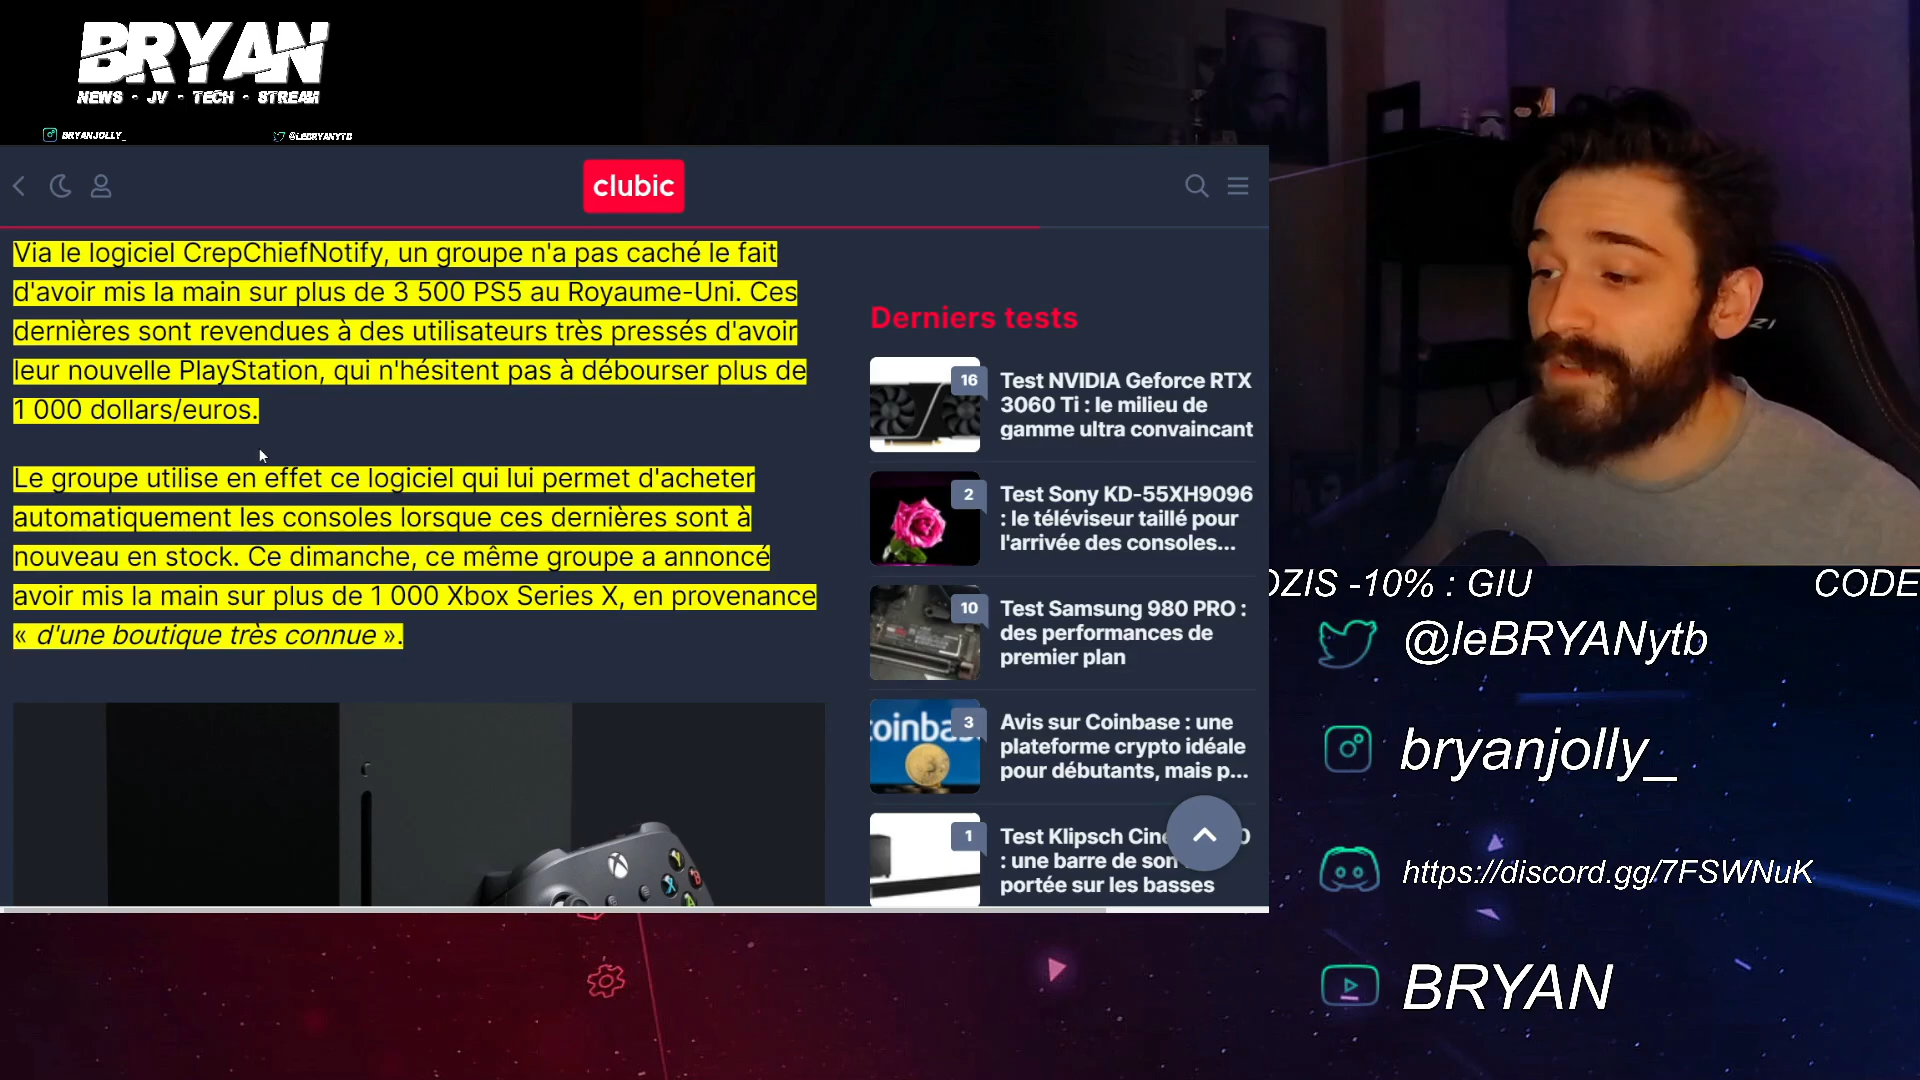 BRYAN
NEWS - JV - TECH - STREAM
BRYANJOLLY_
@LEBRYANYTB
clubic
Via le logiciel CrepChiefNotify, un groupe n'a pas caché le fait
d'avoir mis la main sur plus de 3 500 PS5 au Royaume-Uni. Ces
dernières sont revendues à des utilisateurs très pressés d'avoir
leur nouvelle PlayStation, qui n'hésitent pas à débourser plus de
1 000 dollars/euros.
Le groupe utilise en effet ce logiciel qui lui permet d'acheter
automatiquement les consoles lorsque ces dernières sont à
nouveau en stock. Ce dimanche, ce même groupe a annoncé
avoir mis la main sur plus de 1 000 Xbox Series X, en provenance
« d'une boutique très connue ».
Derniers tests
16
Test NVIDIA Geforce RTX
3060 Ti : le milieu de
gamme ultra convaincant
2
Test Sony KD-55XH9096
: le téléviseur taillé pour
l'arrivée des consoles...
10
Test Samsung 980 PRO :
des performances de
premier plan
coinbas
3
Avis sur Coinbase : une
plateforme crypto idéale
pour débutants, mais p...
1
Test Klipsch Cine
: une barre de son
portée sur les basses
Y
X
B
A
OZIS -10% : GIU
CODE
@leBRYANytb
bryanjolly_
https://discord.gg/7FSWNuK
BRYAN